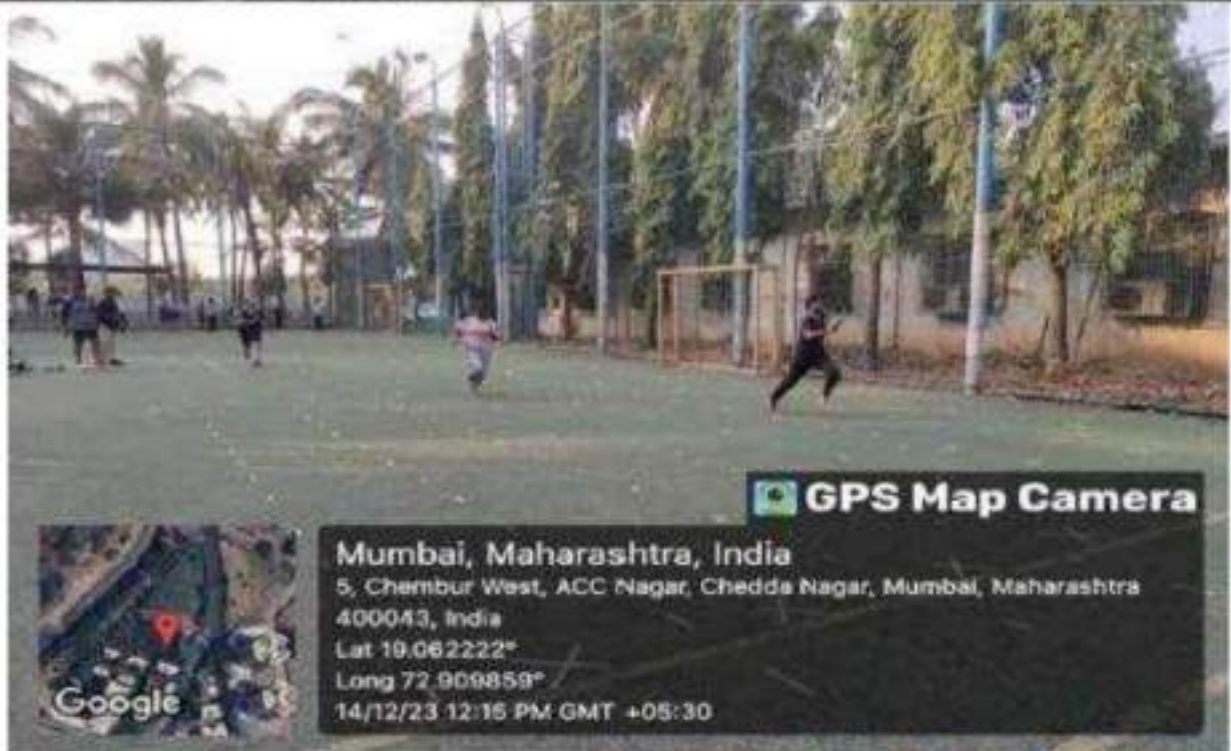 GPS Map Camera
Mumbai, Maharashtra, India
5, Chembur West, ACC Nagar, Chedda Nagar, Mumbai, Maharashtra
400043, India
Lat 19.062222°
Long 72.909859°
14/12/23 12:15 PM GMT +05:30
Google